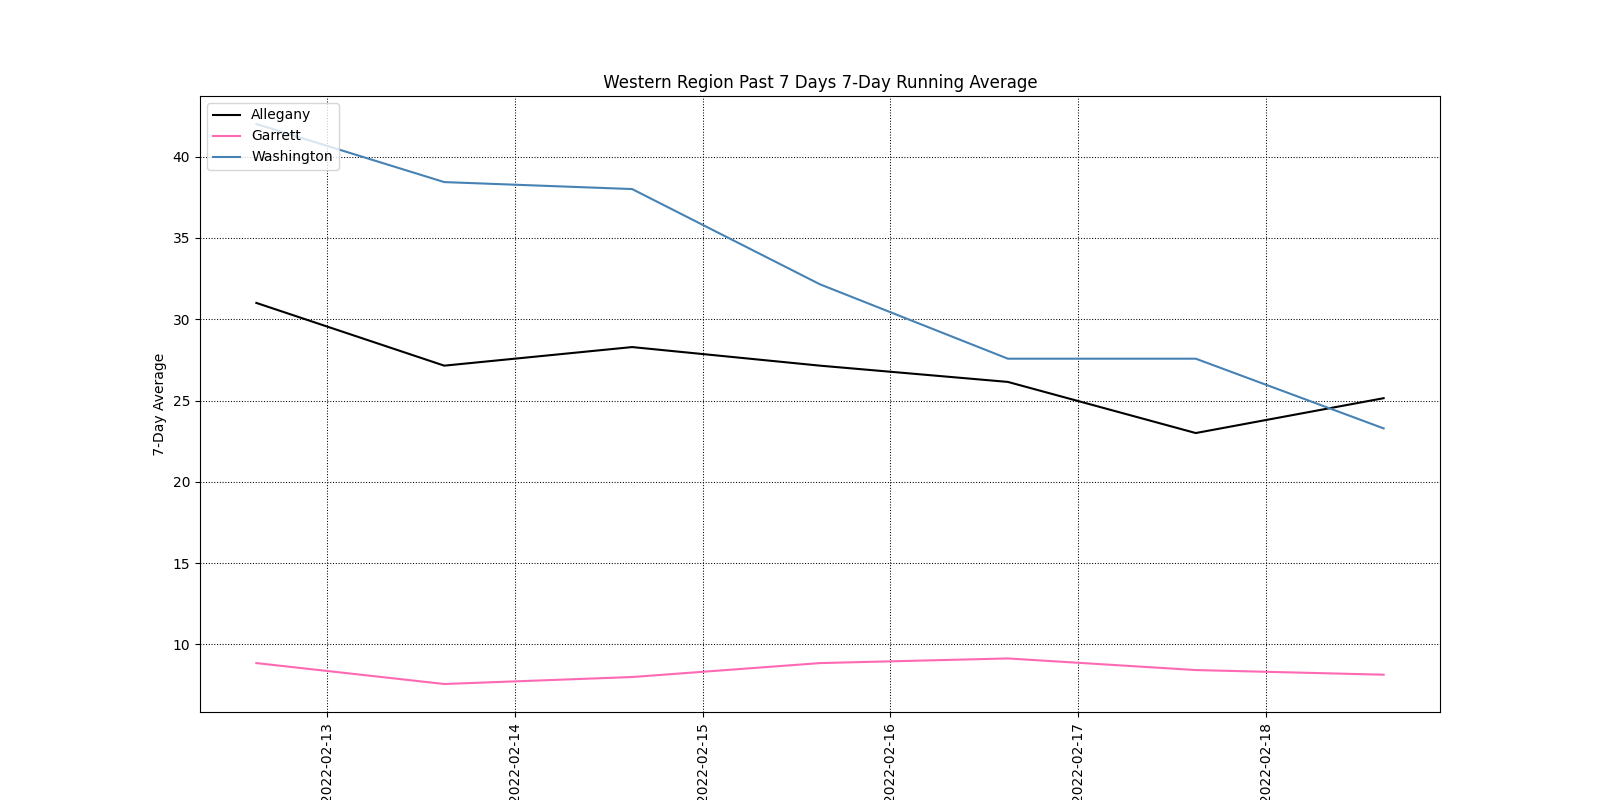 Western Region Past 7 Days 7-Day Running Average
Allegany
Garrett
Washington
40
35
30
25
20
15
10
7-Day Average
2022-02-13
2022-02-14
2022-02-15
2022-02-16
2022-02-17
2022-02-18